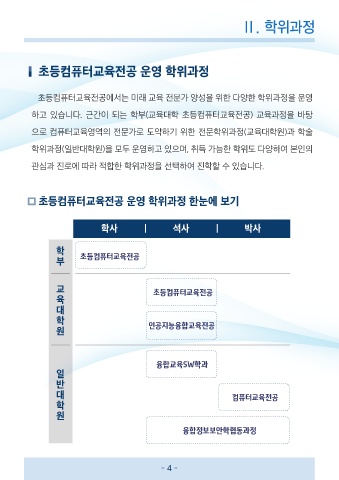 Ⅱ. 학위과정
초등컴퓨터교육전공 운영 학위과정
초등컴퓨터교육전공에서는 미래 교육 전문가 양성을 위한 다양한 학위과정을 운영
하고 있습니다. 근간이 되는 학부(교육대학 초등컴퓨터교육전공) 교육과정을 바탕
으로 컴퓨터교육영역의 전문가로 도약하기 위한 전문학위과정(교육대학원)과 학술
학위과정(일반대학원)을 모두 운영하고 있으며, 취득 가능한 학위도 다양하여 본인의
관심과 진로에 따라 적합한 학위과정을 선택하여 진학할 수 있습니다.
□ 초등컴퓨터교육전공 운영 학위과정 한눈에 보기
학사 | 석사 | 박사
학부
초등컴퓨터교육전공
교육대학원
초등컴퓨터교육전공
인공지능융합교육전공
일반대학원
융합교육SW학과
컴퓨터교육전공
융합정보보안학협동과정
- 4 -